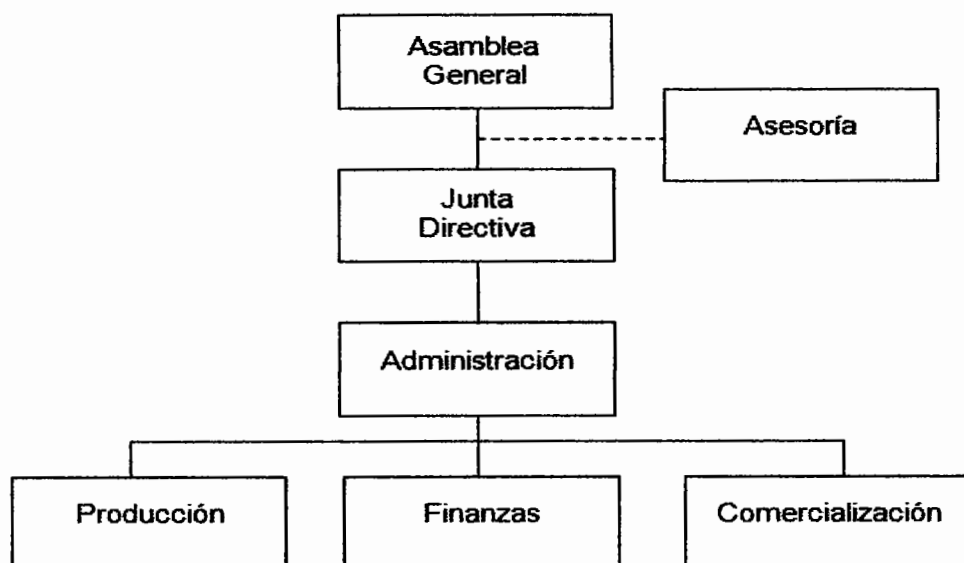 Asamblea
General
Asesoría
Junta
Directiva
Administración
Producción
Finanzas
Comercialización